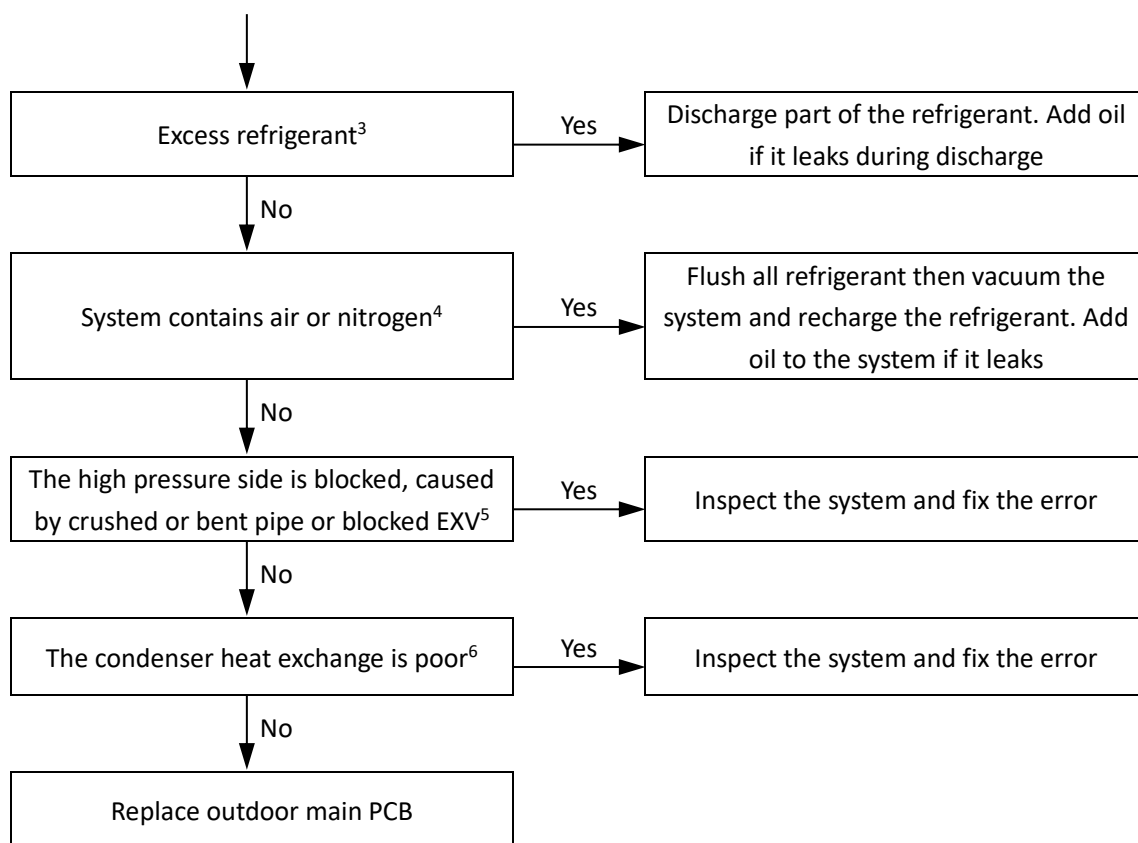 Excess refrigerant³
Yes
Discharge part of the refrigerant. Add oil
if it leaks during discharge
No
System contains air or nitrogen⁴
Yes
Flush all refrigerant then vacuum the
system and recharge the refrigerant. Add
oil to the system if it leaks
No
The high pressure side is blocked, caused
by crushed or bent pipe or blocked EXV⁵
Yes
Inspect the system and fix the error
No
The condenser heat exchange is poor⁶
Yes
Inspect the system and fix the error
No
Replace outdoor main PCB